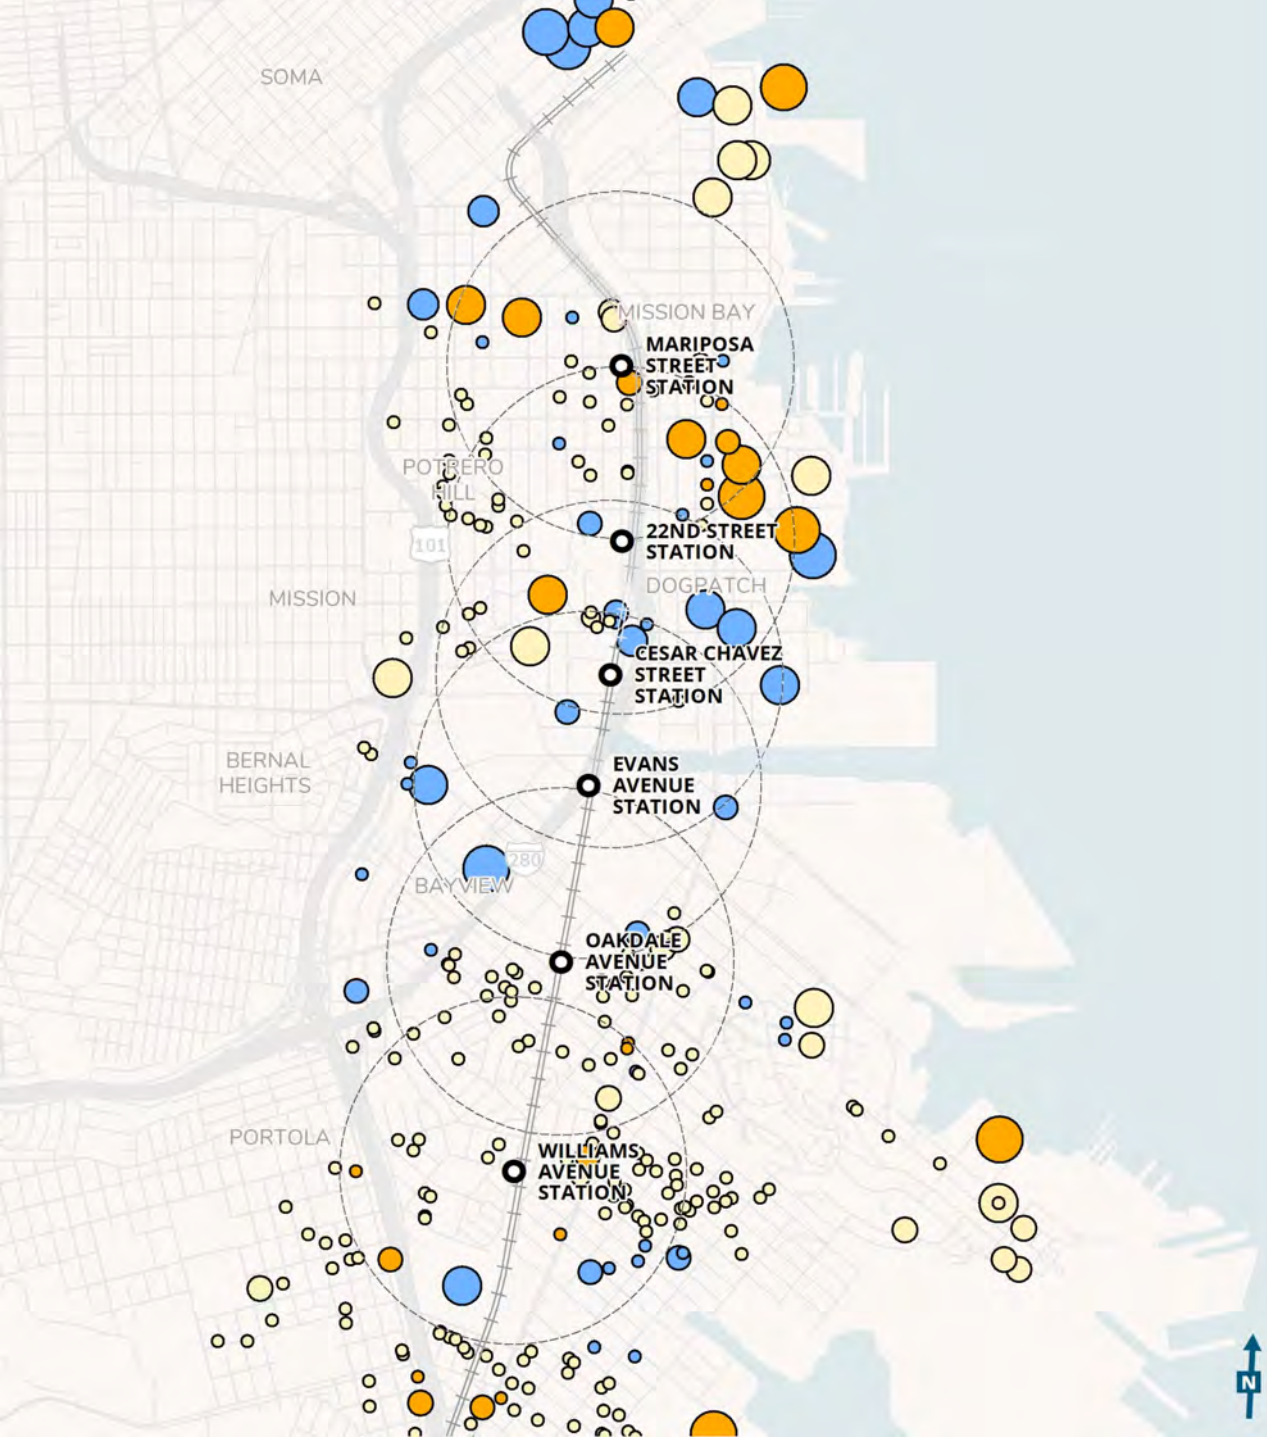 SOMA
MISSION BAY
MARIPOSA
STREET
STATION
POTRERO
HILL
101
22ND STREET
STATION
DOGPATCH
MISSION
CESAR CHAVEZ
STREET
STATION
BERNAL
HEIGHTS
EVANS
AVENUE
STATION
280
BAYVIEW
OAKDALE
AVENUE
STATION
PORTOLA
WILLIAMS
AVENUE
STATION
N